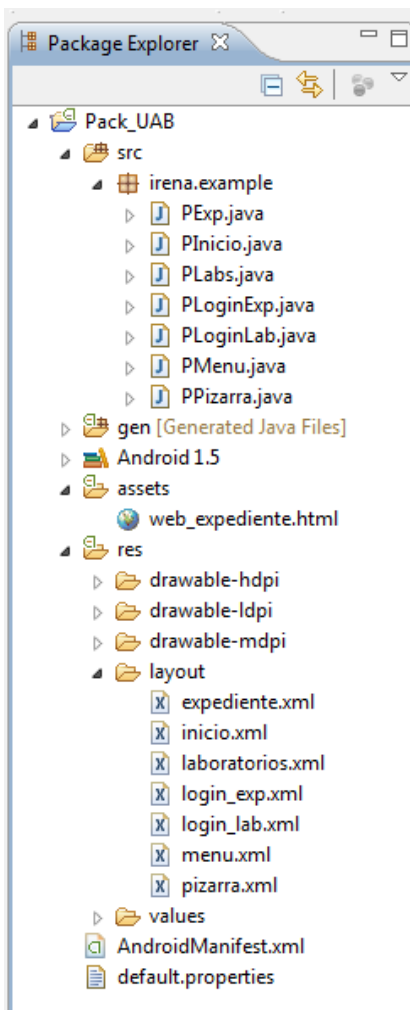 Package Explorer
Pack_UAB
src
irena.example
PExp.java
PInicio.java
PLabs.java
PLoginExp.java
PLoginLab.java
PMenu.java
PPizarra.java
gen [Generated Java Files]
Android 1.5
assets
web_expediente.html
res
drawable-hdpi
drawable-ldpi
drawable-mdpi
layout
expediente.xml
inicio.xml
laboratorios.xml
login_exp.xml
login_lab.xml
menu.xml
pizarra.xml
values
AndroidManifest.xml
default.properties